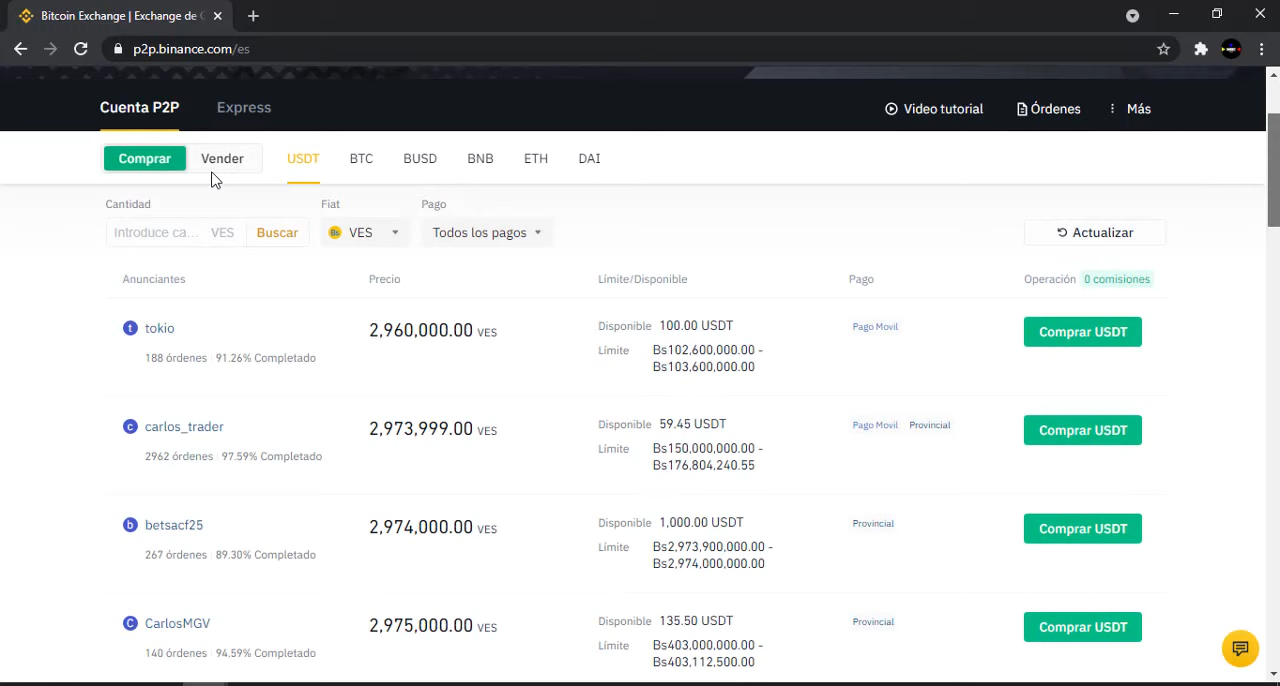 Bitcoin Exchange | Exchange de C
p2p.binance.com/es
Cuenta P2P Express Video tutorial Órdenes Más
Comprar Vender USDT BTC BUSD BNB ETH DAI
Cantidad Fiat Pago
Introduce ca... VES Buscar Bs VES Todos los pagos Actualizar
Anunciantes Precio Límite/Disponible Pago Operación 0 comisiones
t tokio 2,960,000.00 VES Disponible 100.00 USDT Pago Movil Comprar USDT
188 órdenes 91.26% Completado Límite Bs102,600,000.00 -
Bs103,600,000.00
c carlos_trader 2,973,999.00 VES Disponible 59.45 USDT Pago Movil Provincial Comprar USDT
2962 órdenes 97.59% Completado Límite Bs150,000,000.00 -
Bs176,804,240.55
b betsacf25 2,974,000.00 VES Disponible 1,000.00 USDT Provincial Comprar USDT
267 órdenes 89.30% Completado Límite Bs2,973,900,000.00 -
Bs2,974,000,000.00
C CarlosMGV 2,975,000.00 VES Disponible 135.50 USDT Provincial Comprar USDT
140 órdenes 94.59% Completado Límite Bs403,000,000.00 -
Bs403,112,500.00